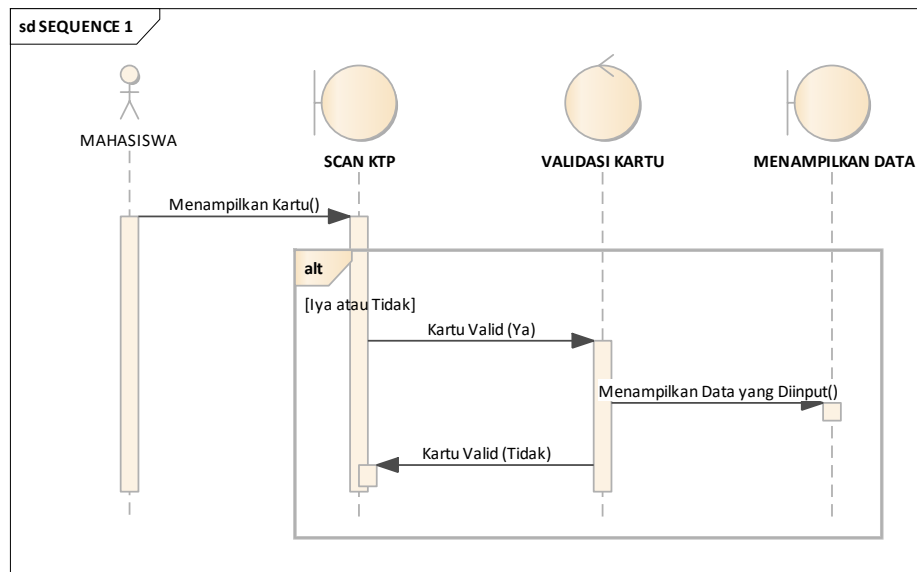 sd SEQUENCE 1
MAHASISWA
SCAN KTP
VALIDASI KARTU
MENAMPILKAN DATA
Menampilkan Kartu()
alt
[Iya atau Tidak]
Kartu Valid (Ya)
Menampilkan Data yang Diinput()
Kartu Valid (Tidak)